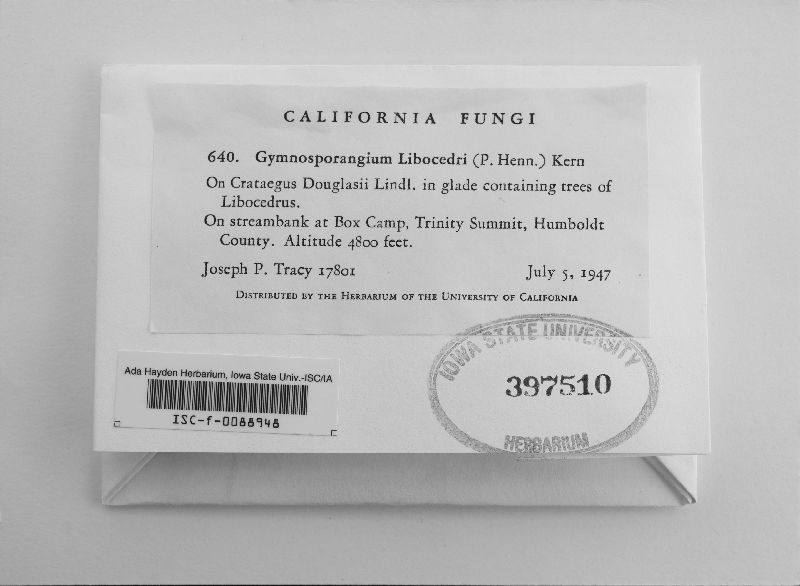 CALIFORNIA FUNGI
640. Gymnosporangium Libocedri (P. Henn.) Kern
On Crataegus Douglasii Lindl. in glade containing trees of
Libocedrus.
On streambank at Box Camp, Trinity Summit, Humboldt
County. Altitude 4800 feet.
Joseph P. Tracy 17801 July 5, 1947
Distributed by the Herbarium of the University of California
Ada Hayden Herbarium, Iowa State Univ.-ISC/IA
ISC-f-0088948
IOWA STATE UNIVERSITY
397510
HERBARIUM